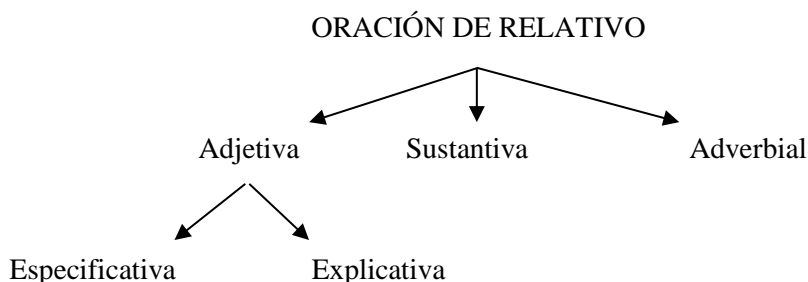 ORACIÓN DE RELATIVO
Adjetiva Sustantiva Adverbial
Especificativa Explicativa